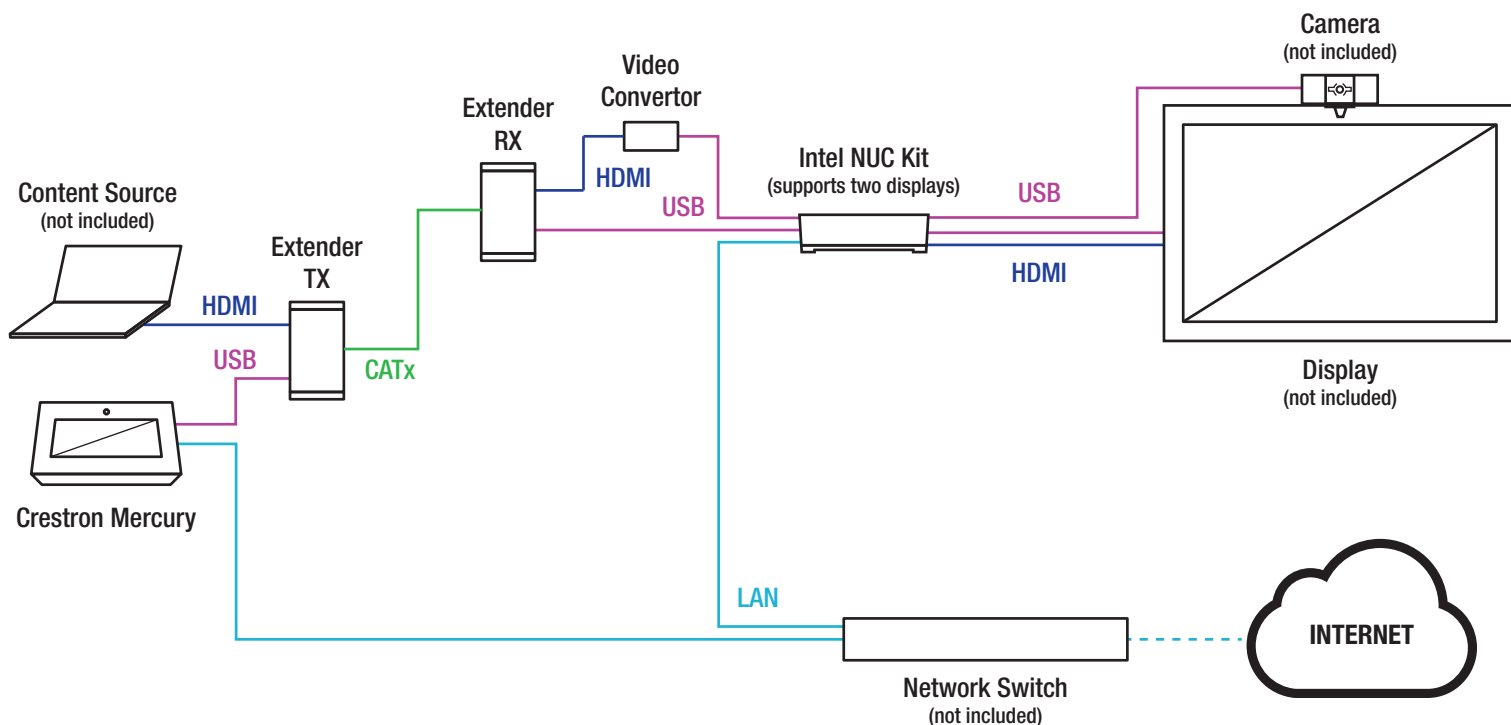 Camera
(not included)
Video
Convertor
Extender
RX
Intel NUC Kit
(supports two displays)
HDMI
USB
USB
Content Source
(not included)
Extender
TX
HDMI
HDMI
USB
CATx
Display
(not included)
Crestron Mercury
LAN
INTERNET
Network Switch
(not included)